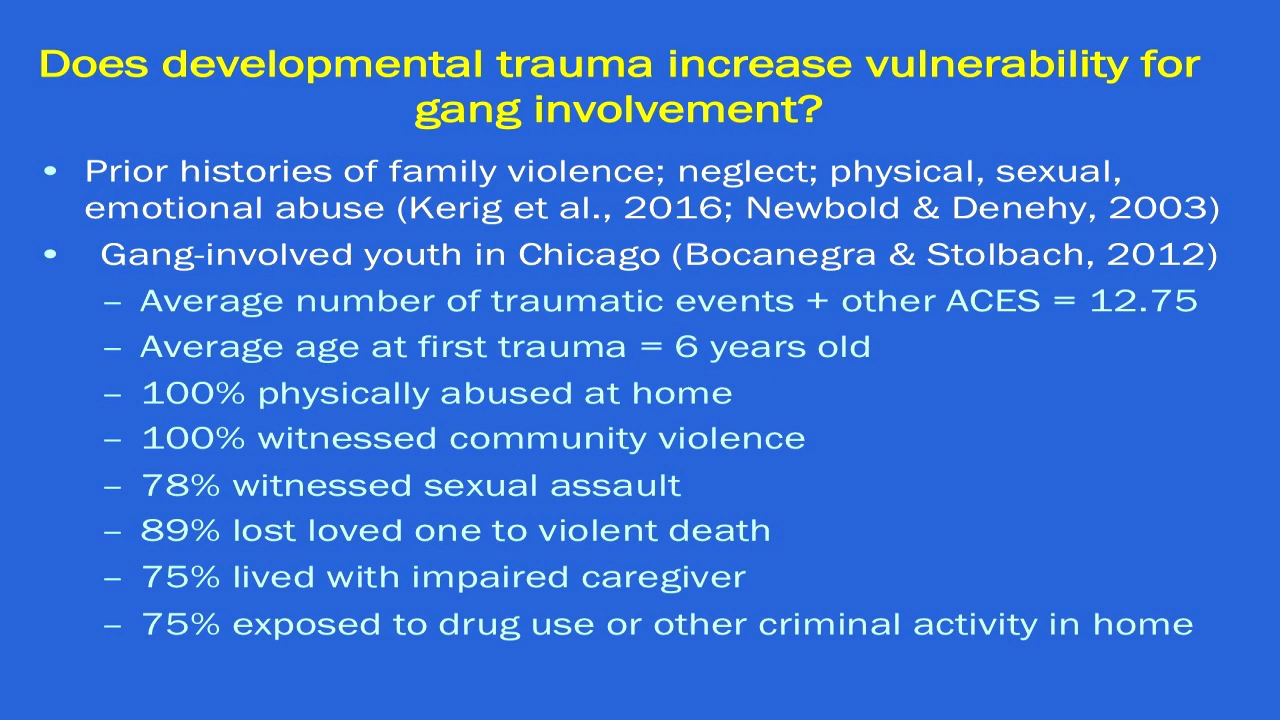 Does developmental trauma increase vulnerability for
gang involvement?
• Prior histories of family violence; neglect; physical, sexual,
emotional abuse (Kerig et al., 2016; Newbold & Denehy, 2003)
• Gang-involved youth in Chicago (Bocanegra & Stolbach, 2012)
– Average number of traumatic events + other ACES = 12.75
– Average age at first trauma = 6 years old
– 100% physically abused at home
– 100% witnessed community violence
– 78% witnessed sexual assault
– 89% lost loved one to violent death
– 75% lived with impaired caregiver
– 75% exposed to drug use or other criminal activity in home